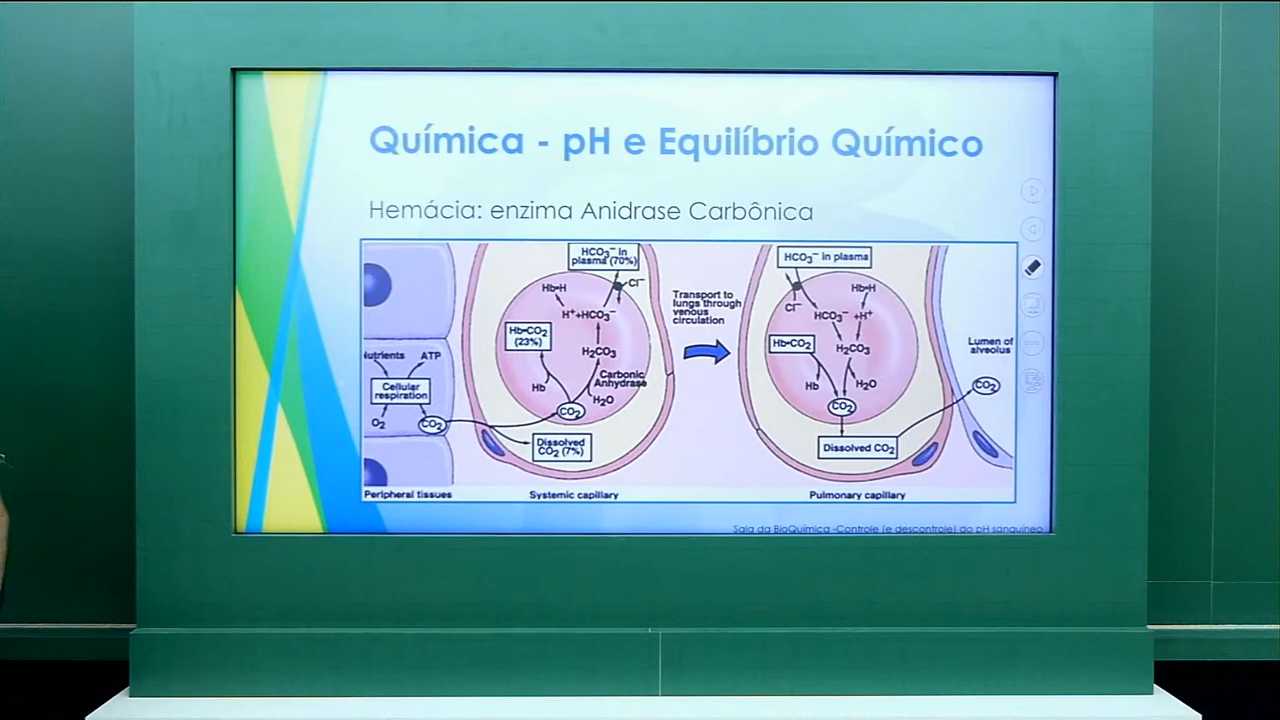 Química - pH e Equilíbrio Químico
Hemácia: enzima Anidrase Carbônica
HCO₃⁻ in
plasma (70%)
Cl⁻
Hb•H
H⁺+HCO₃⁻
Hb•CO₂
(23%)
H₂CO₃
Carbonic
Anhydrase
Hb
H₂O
CO₂
Nutrients
ATP
Cellular
respiration
O₂
CO₂
Dissolved
CO₂ (7%)
Peripheral tissues
Systemic capillary
Transport to
lungs through
venous
circulation
HCO₃⁻ in plasma
Cl⁻
Hb•H
HCO₃⁻ +H⁺
Hb•CO₂
H₂CO₃
Hb
H₂O
CO₂
Dissolved CO₂
Lumen of
alveolus
CO₂
Pulmonary capillary
Sala da BioQuímica -Controle (e descontrole) do pH sanguíneo